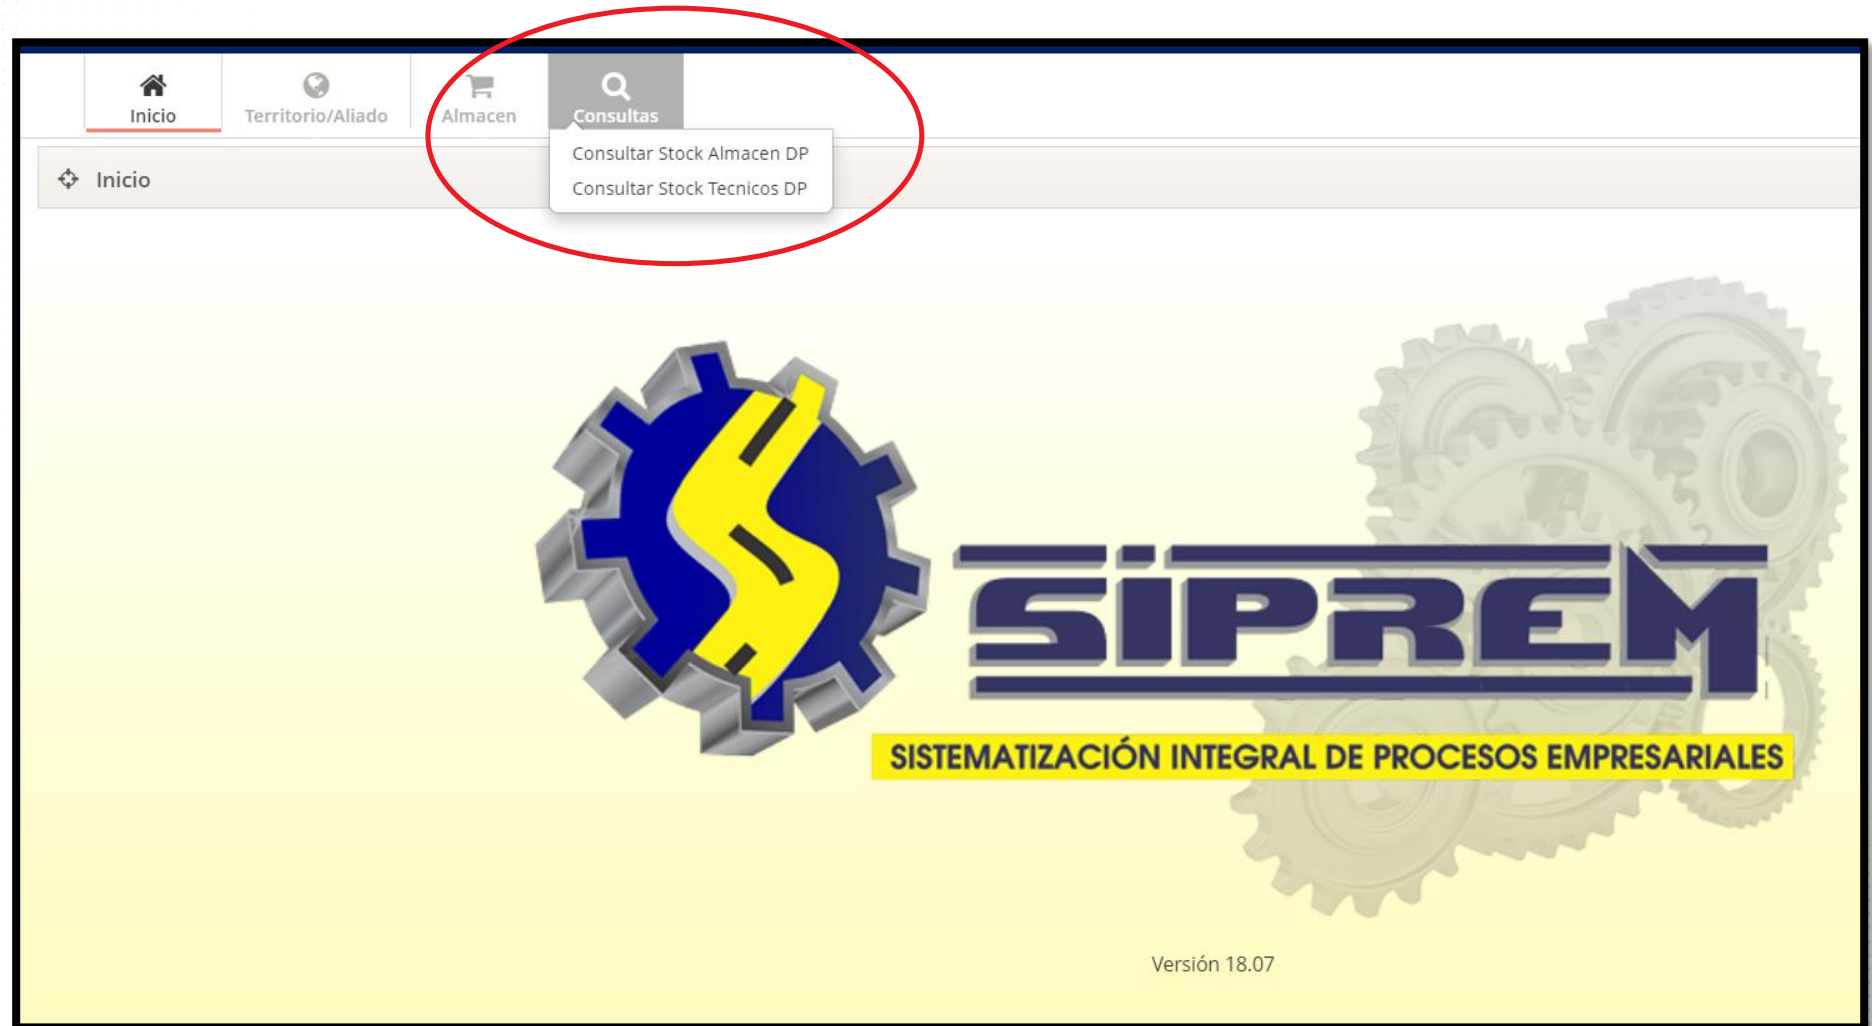 Inicio
Territorio/Aliado
Almacen
Consultas
Consultar Stock Almacen DP
Consultar Stock Tecnicos DP
Inicio
SiPREM
SISTEMATIZACIÓN INTEGRAL DE PROCESOS EMPRESARIALES
Versión 18.07